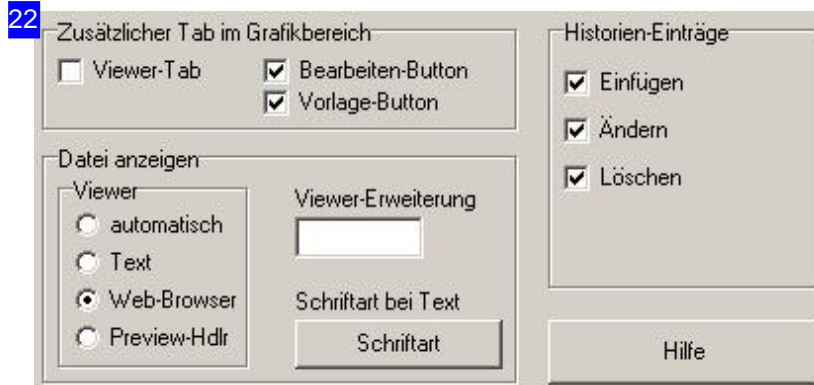 22
Zusätzlicher Tab im Grafikbereich
Viewer-Tab
Bearbeiten-Button
Vorlage-Button
Datei anzeigen
Viewer
automatisch
Text
Web-Browser
Preview-Hdlr
Viewer-Erweiterung
Schriftart bei Text
Schriftart
Historien-Einträge
Einfügen
Ändern
Löschen
Hilfe